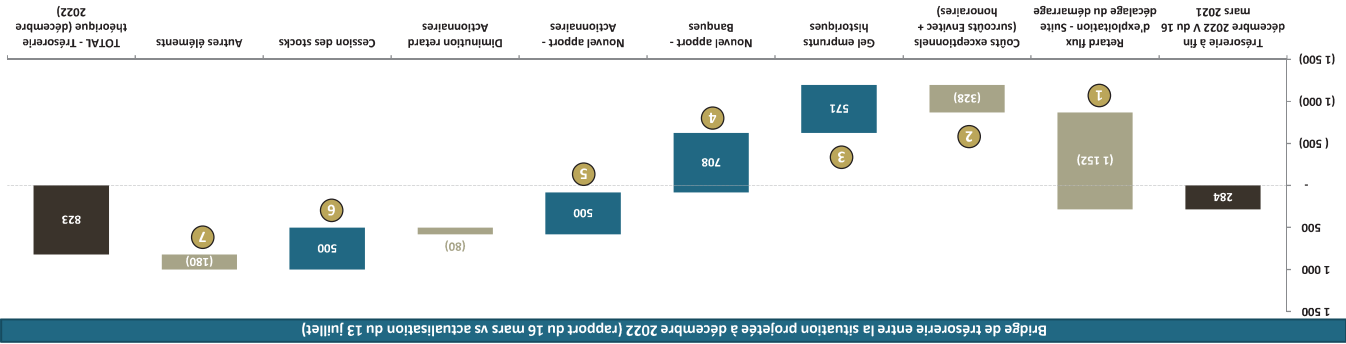 Bridge de trésorerie entre la situation projetée à décembre 2022 (rapport du 16 mars vs actualisation du 13 juillet)
1 500
1 000
500
-
( 500)
(1 000)
(1 500)
284
(1 152)
1
(328)
2
571
3
708
4
500
5
(80)
500
6
(180)
7
823
Trésorerie à fin
décembre 2022 V du 16
mars 2021
Retard flux
d'exploitation - Suite
décalage du démarrage
Coûts exceptionnels
(surcoûts Envitec +
honoraires)
Gel emprunts
historiques
Nouvel apport -
Banques
Nouvel apport -
Actionnaires
Diminution retard
Actionnaires
Cession des stocks
Autres éléments
TOTAL - Trésorerie
théorique (décembre
2022)